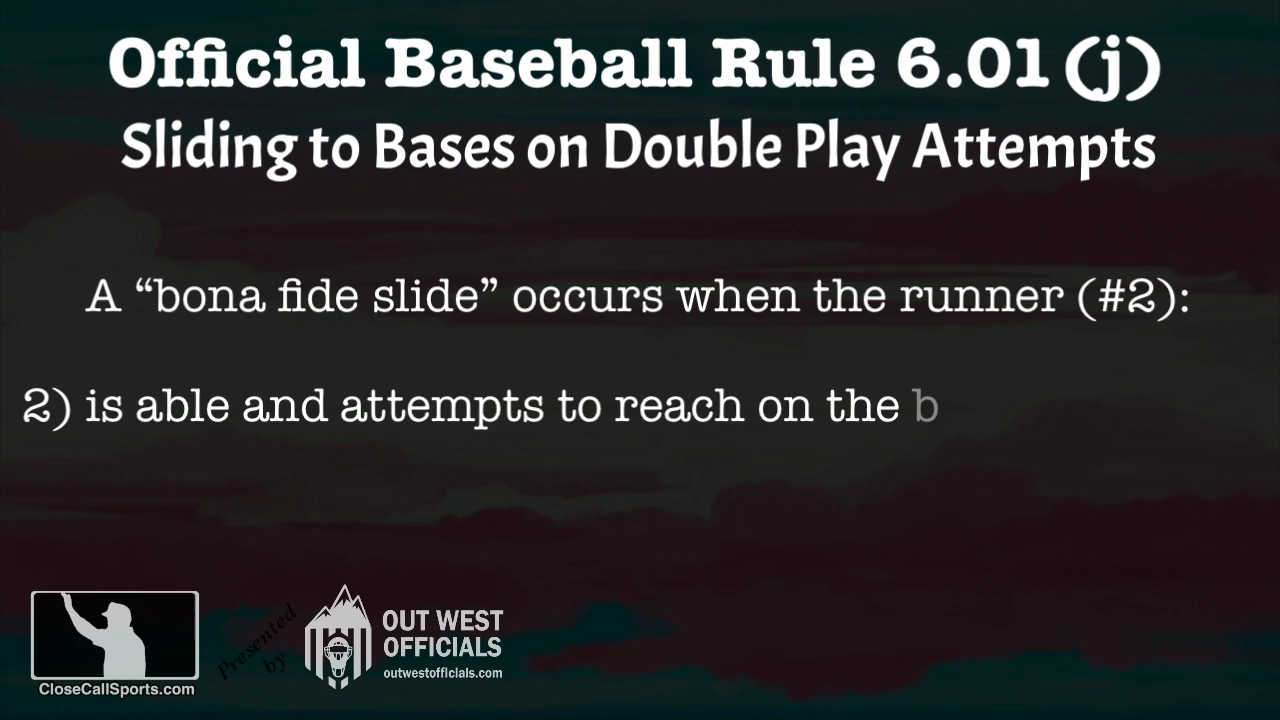 Official Baseball Rule 6.01 (j)
Sliding to Bases on Double Play Attempts
A “bona fide slide” occurs when the runner (#2):
2) is able and attempts to reach on the b
CloseCallSports.com
Presented
by
OUT WEST
OFFICIALS
outwestofficials.com